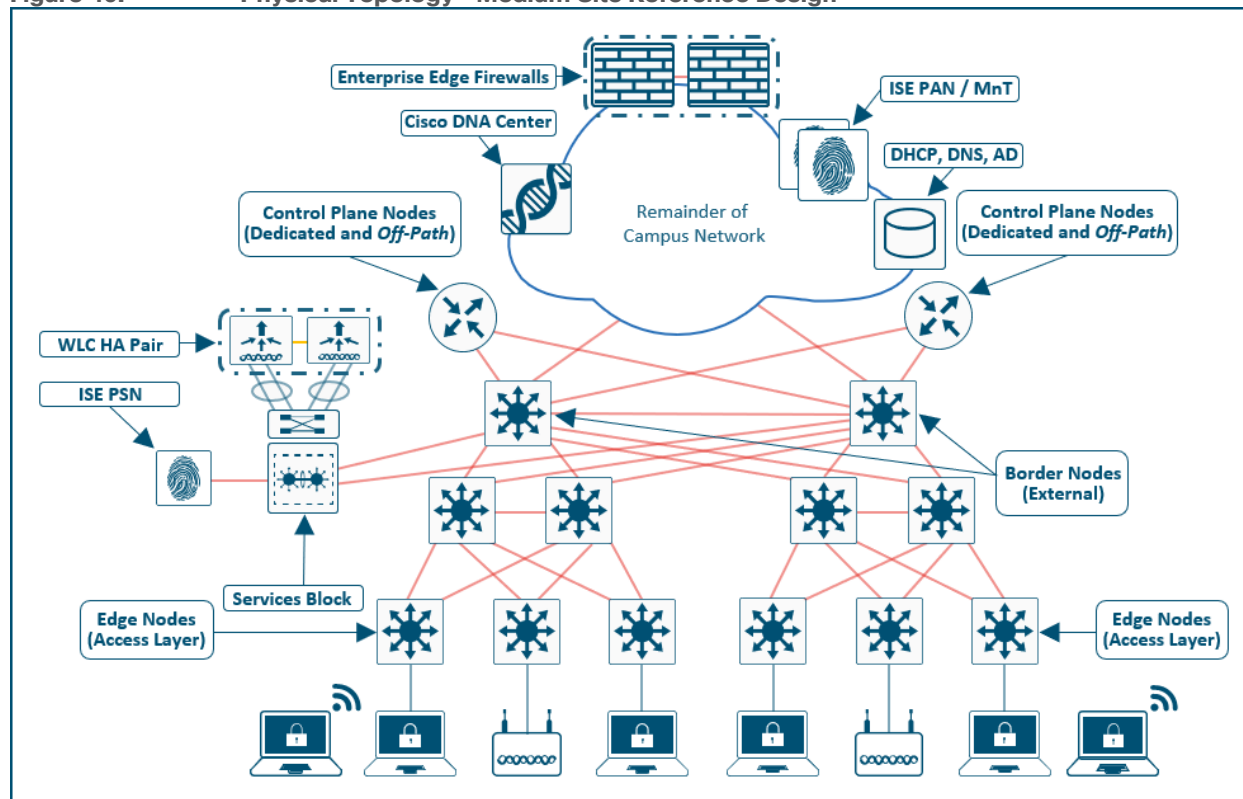 Figure 40. Physical Topology - Medium Site Reference Design
Enterprise Edge Firewalls
ISE PAN / MnT
Cisco DNA Center
DHCP, DNS, AD
Control Plane Nodes
(Dedicated and Off-Path)
Remainder of
Campus Network
Control Plane Nodes
(Dedicated and Off-Path)
WLC HA Pair
ISE PSN
Border Nodes
(External)
Services Block
Edge Nodes
(Access Layer)
Edge Nodes
(Access Layer)